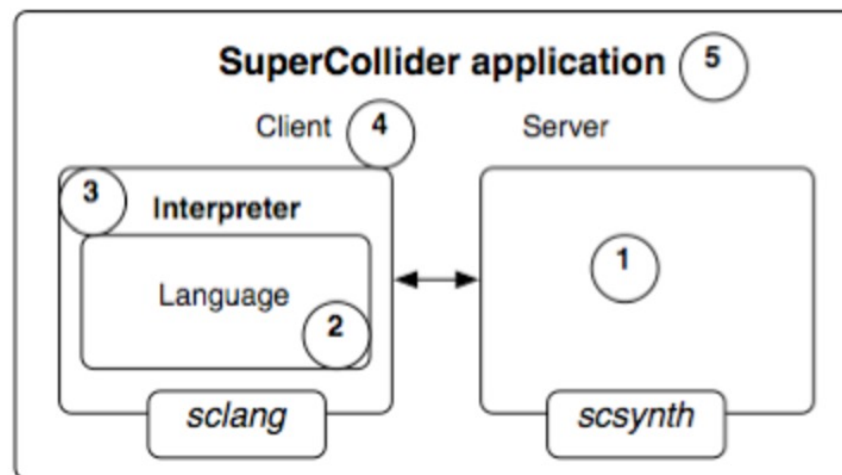 SuperCollider application 5
Client 4 Server
3 Interpreter
1
Language
2
sclang scsynth